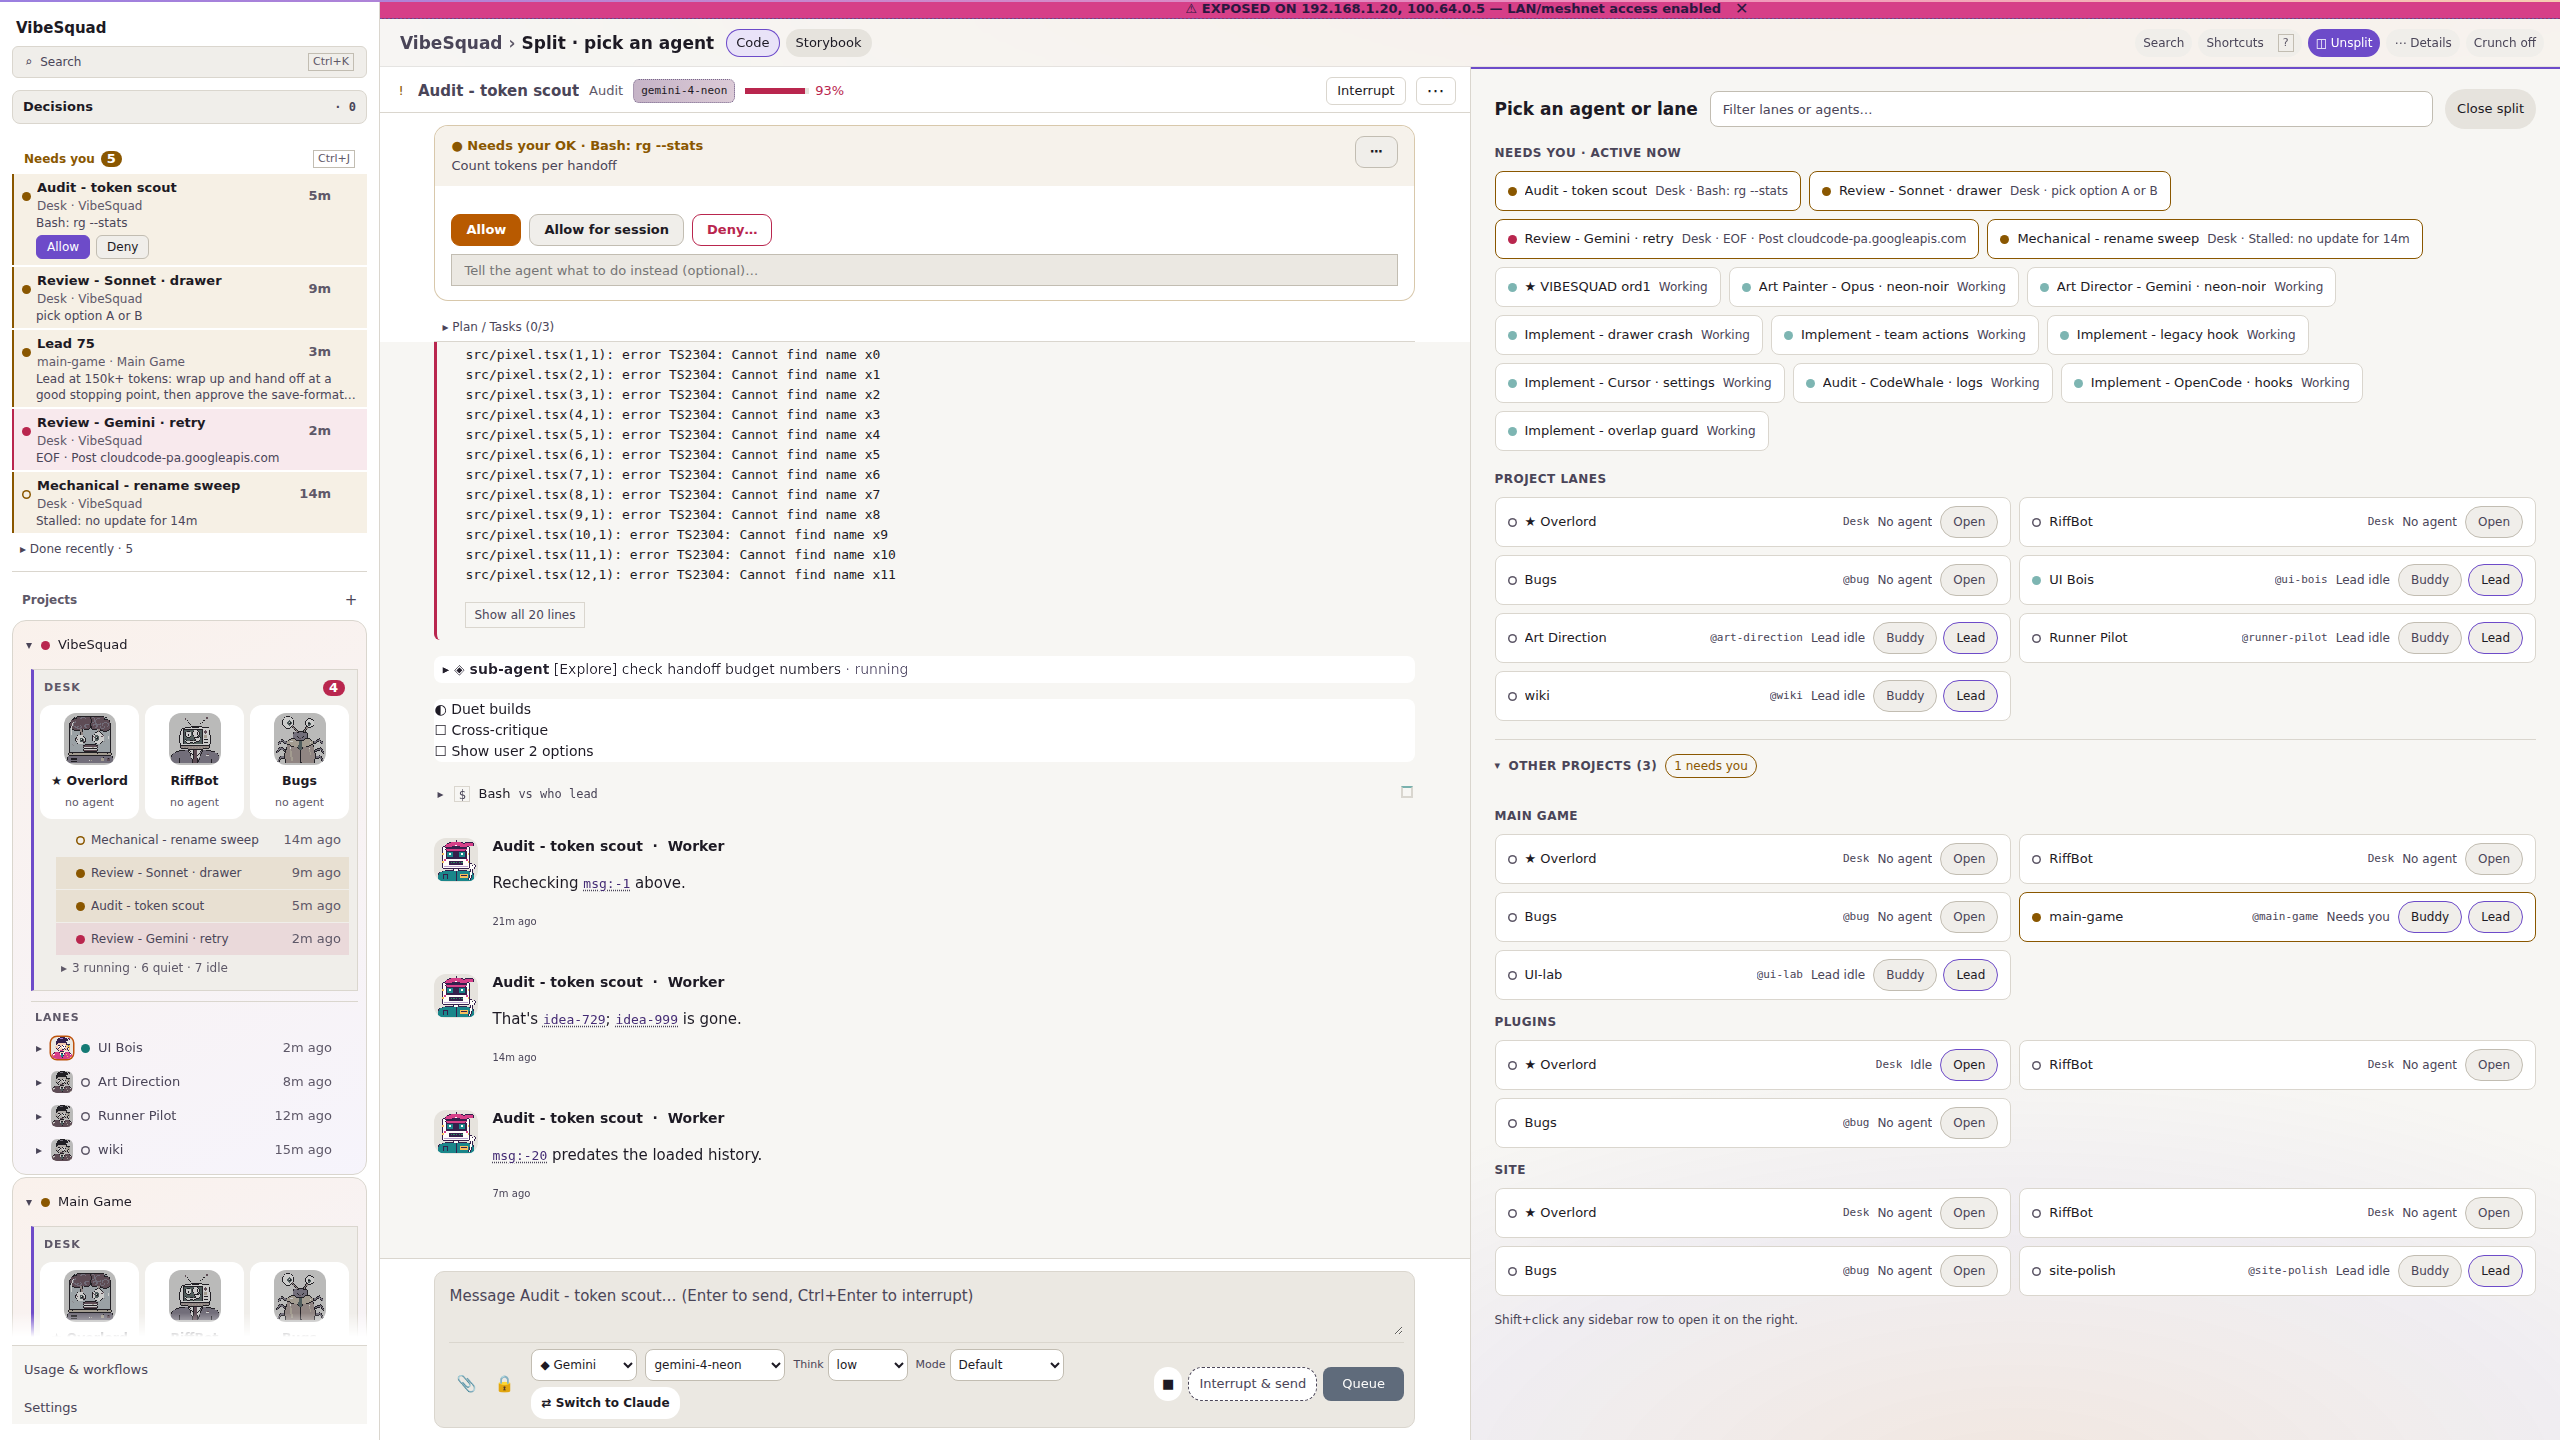 VibeSquad
⌕ Search Ctrl+K
Decisions · 0
Needs you 5 Ctrl+J
Audit - token scout 5m
Desk · VibeSquad
Bash: rg --stats
Allow Deny
Review - Sonnet · drawer 9m
Desk · VibeSquad
pick option A or B
Lead 75 3m
main-game · Main Game
Lead at 150k+ tokens: wrap up and hand off at a
good stopping point, then approve the save-format…
Review - Gemini · retry 2m
Desk · VibeSquad
EOF · Post cloudcode-pa.googleapis.com
Mechanical - rename sweep 14m
Desk · VibeSquad
Stalled: no update for 14m
▸ Done recently · 5
Projects +
▾ VibeSquad
DESK 4
★ Overlord RiffBot Bugs
no agent no agent no agent
Mechanical - rename sweep 14m ago
Review - Sonnet · drawer 9m ago
Audit - token scout 5m ago
Review - Gemini · retry 2m ago
▸ 3 running · 6 quiet · 7 idle
LANES
▸ UI Bois 2m ago
▸ Art Direction 8m ago
▸ Runner Pilot 12m ago
▸ wiki 15m ago
▾ Main Game
DESK
★ Overlord RiffBot Bugs
Usage & workflows
Settings
⚠ EXPOSED ON 192.168.1.20, 100.64.0.5 — LAN/meshnet access enabled ✕
VibeSquad › Split · pick an agent Code Storybook
Search Shortcuts ? ◫ Unsplit ⋯ Details Crunch off
! Audit - token scout Audit gemini-4-neon 93% Interrupt ⋯
● Needs your OK · Bash: rg --stats ⋯
Count tokens per handoff
Allow Allow for session Deny…
Tell the agent what to do instead (optional)…
▸ Plan / Tasks (0/3)
src/pixel.tsx(1,1): error TS2304: Cannot find name x0
src/pixel.tsx(2,1): error TS2304: Cannot find name x1
src/pixel.tsx(3,1): error TS2304: Cannot find name x2
src/pixel.tsx(4,1): error TS2304: Cannot find name x3
src/pixel.tsx(5,1): error TS2304: Cannot find name x4
src/pixel.tsx(6,1): error TS2304: Cannot find name x5
src/pixel.tsx(7,1): error TS2304: Cannot find name x6
src/pixel.tsx(8,1): error TS2304: Cannot find name x7
src/pixel.tsx(9,1): error TS2304: Cannot find name x8
src/pixel.tsx(10,1): error TS2304: Cannot find name x9
src/pixel.tsx(11,1): error TS2304: Cannot find name x10
src/pixel.tsx(12,1): error TS2304: Cannot find name x11
Show all 20 lines
▸ ◈ sub-agent [Explore] check handoff budget numbers · running
◐ Duet builds
☐ Cross-critique
☐ Show user 2 options
▸ $ Bash vs who lead
Audit - token scout · Worker
Rechecking msg:-1 above.
21m ago
Audit - token scout · Worker
That's idea-729; idea-999 is gone.
14m ago
Audit - token scout · Worker
msg:-20 predates the loaded history.
7m ago
Message Audit - token scout… (Enter to send, Ctrl+Enter to interrupt)
📎 🔒 ◆ Gemini gemini-4-neon Think low Mode Default ■ Interrupt & send Queue
⇄ Switch to Claude
Pick an agent or lane Filter lanes or agents… Close split
NEEDS YOU · ACTIVE NOW
Audit - token scout Desk · Bash: rg --stats Review - Sonnet · drawer Desk · pick option A or B
Review - Gemini · retry Desk · EOF · Post cloudcode-pa.googleapis.com Mechanical - rename sweep Desk · Stalled: no update for 14m
★ VIBESQUAD ord1 Working Art Painter - Opus · neon-noir Working Art Director - Gemini · neon-noir Working
Implement - drawer crash Working Implement - team actions Working Implement - legacy hook Working
Implement - Cursor · settings Working Audit - CodeWhale · logs Working Implement - OpenCode · hooks Working
Implement - overlap guard Working
PROJECT LANES
★ Overlord Desk No agent Open RiffBot Desk No agent Open
Bugs @bug No agent Open UI Bois @ui-bois Lead idle Buddy Lead
Art Direction @art-direction Lead idle Buddy Lead Runner Pilot @runner-pilot Lead idle Buddy Lead
wiki @wiki Lead idle Buddy Lead
▾ OTHER PROJECTS (3) 1 needs you
MAIN GAME
★ Overlord Desk No agent Open RiffBot Desk No agent Open
Bugs @bug No agent Open main-game @main-game Needs you Buddy Lead
UI-lab @ui-lab Lead idle Buddy Lead
PLUGINS
★ Overlord Desk Idle Open RiffBot Desk No agent Open
Bugs @bug No agent Open
SITE
★ Overlord Desk No agent Open RiffBot Desk No agent Open
Bugs @bug No agent Open site-polish @site-polish Lead idle Buddy Lead
Shift+click any sidebar row to open it on the right.